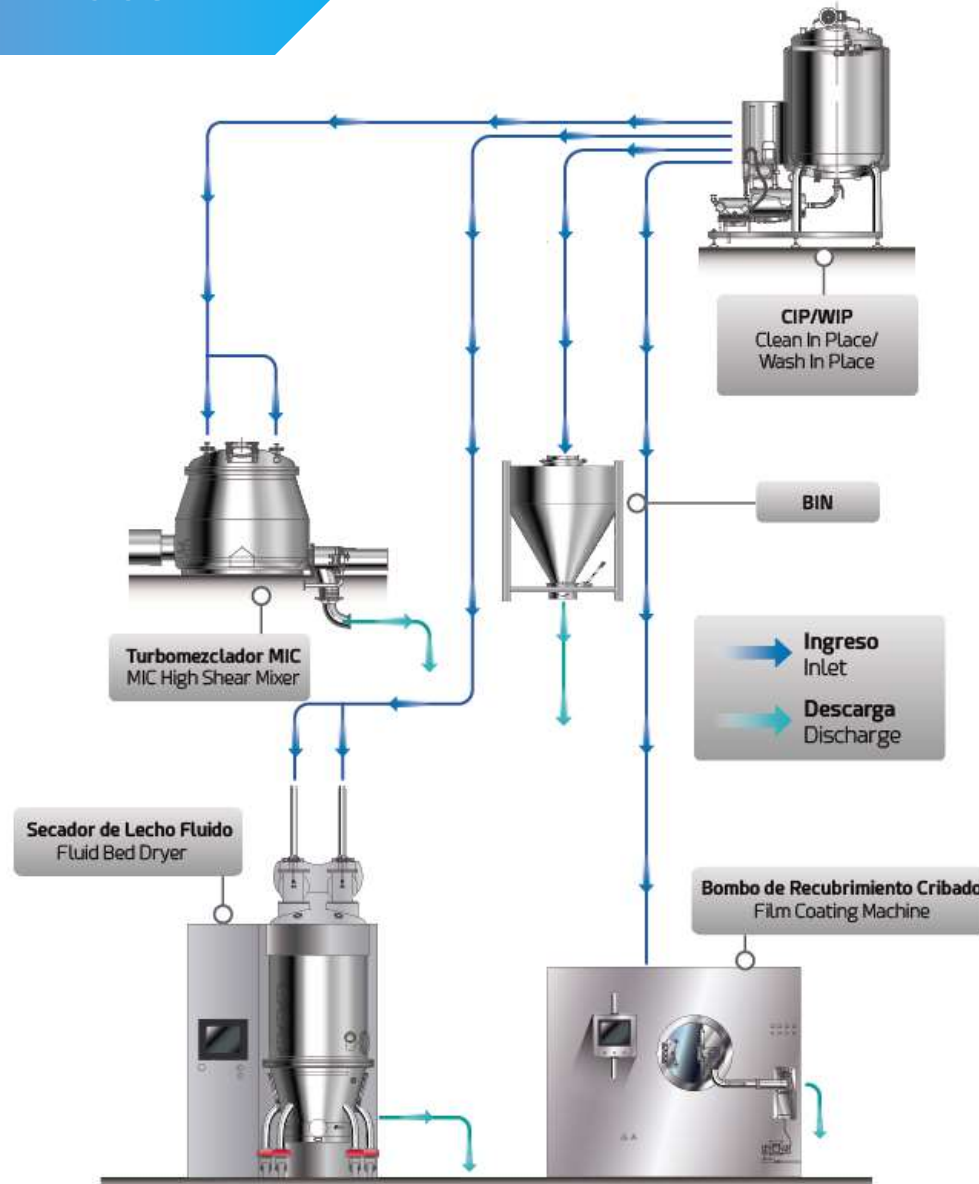 CIP/WIP
Clean In Place/
Wash In Place
BIN
Turbomezclador MIC
MIC High Shear Mixer
Ingreso
Inlet
Descarga
Discharge
Secador de Lecho Fluido
Fluid Bed Dryer
Bombo de Recubrimiento Cribado
Film Coating Machine